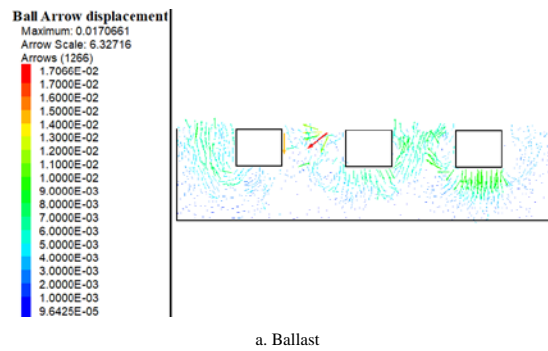 Ball Arrow displacement
Maximum: 0.0170661
Arrow Scale: 6.32716
Arrows (1266)
1.7066E-02
1.7000E-02
1.6000E-02
1.4000E-02
1.3000E-02
1.2000E-02
1.1000E-02
1.0000E-02
9.0000E-03
8.0000E-03
7.0000E-03
6.0000E-03
5.0000E-03
4.0000E-03
3.0000E-03
2.0000E-03
1.0000E-03
9.6425E-05
a. Ballast